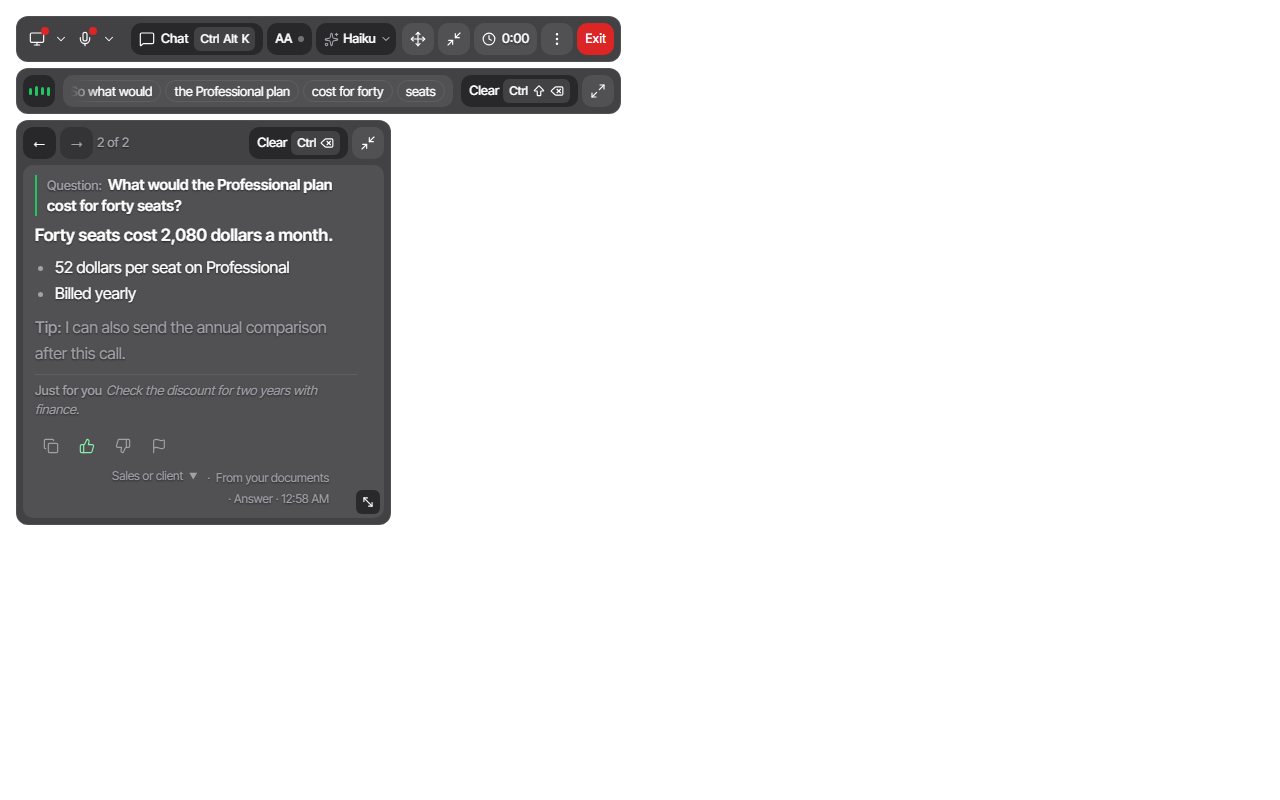 Chat Ctrl Alt K AA Haiku 0:00 Exit
So what would the Professional plan cost for forty seats Clear Ctrl
2 of 2 Clear Ctrl
Question: What would the Professional plan
cost for forty seats?
Forty seats cost 2,080 dollars a month.
52 dollars per seat on Professional
Billed yearly
Tip: I can also send the annual comparison
after this call.
Just for you Check the discount for two years with
finance.
Sales or client ▼ · From your documents
· Answer · 12:58 AM